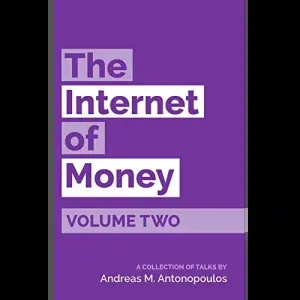 The
Internet
of
Money
VOLUME TWO
A COLLECTION OF TALKS BY
Andreas M. Antonopoulos